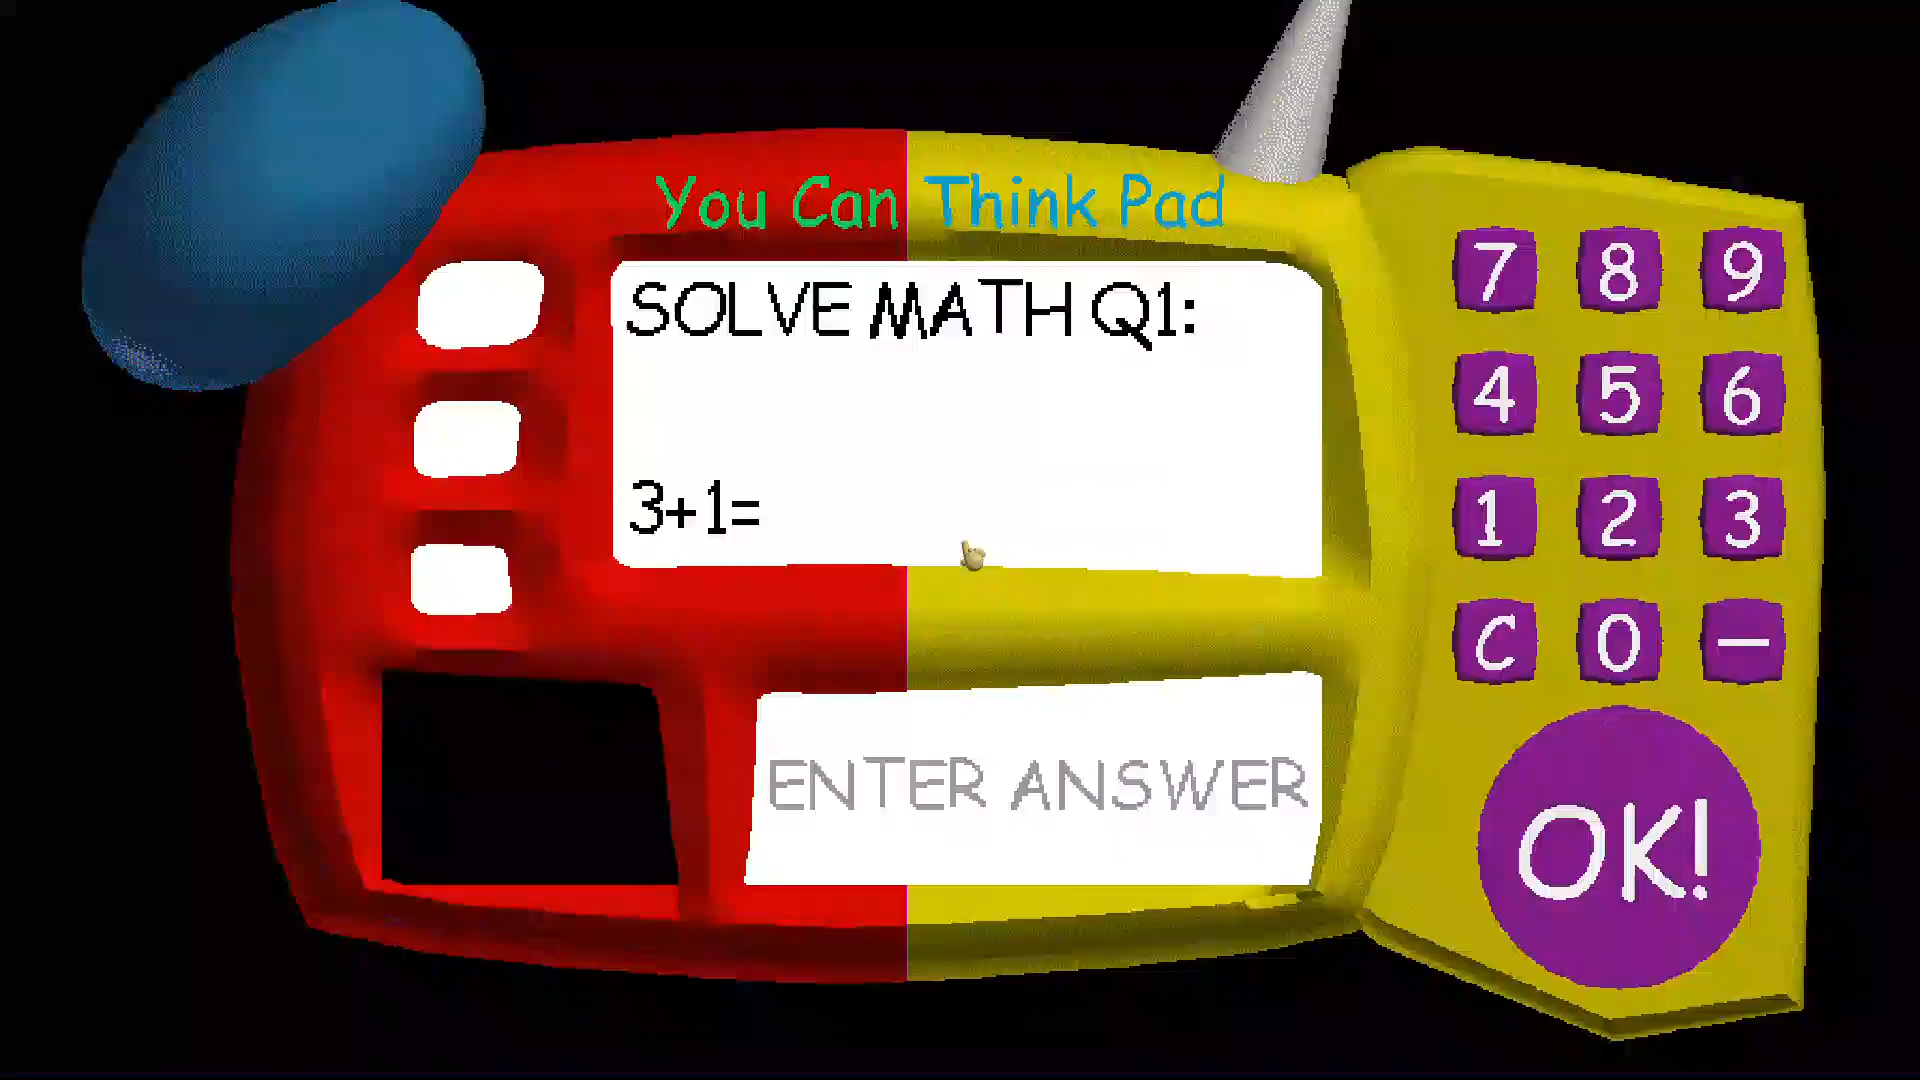 You Can Think Pad
SOLVE MATH Q1:
3+1=
ENTER ANSWER
7 8 9
4 5 6
1 2 3
C 0 —
OK!